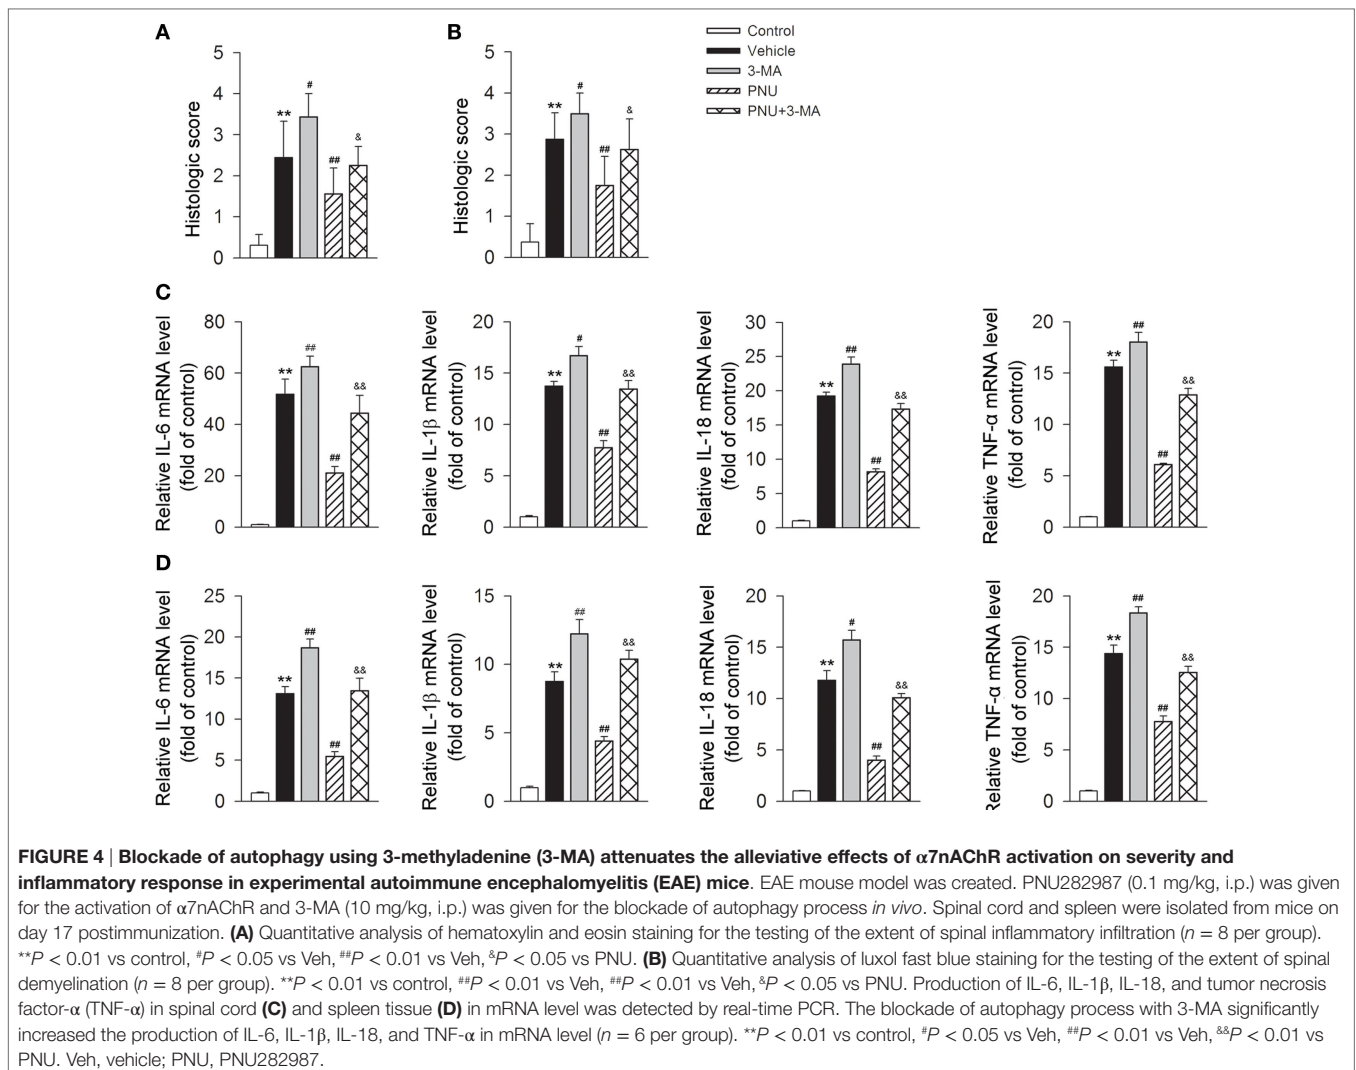 A
B
Control
Vehicle
3-MA
PNU
PNU+3-MA
Histologic score
5
4
3
2
1
0
**
#
##
&
Histologic score
5
4
3
2
1
0
**
#
##
&
C
Relative IL-6 mRNA level
(fold of control)
80
60
40
20
0
**
##
##
&&
Relative IL-1β mRNA level
(fold of control)
20
15
10
5
0
**
#
##
&&
Relative IL-18 mRNA level
(fold of control)
30
25
20
15
10
5
0
**
##
##
&&
Relative TNF-α mRNA level
(fold of control)
20
15
10
5
0
**
##
##
&&
D
Relative IL-6 mRNA level
(fold of control)
25
20
15
10
5
0
**
##
##
&&
Relative IL-1β mRNA level
(fold of control)
15
10
5
0
**
##
##
&&
Relative IL-18 mRNA level
(fold of control)
20
15
10
5
0
**
#
##
&&
Relative TNF-α mRNA level
(fold of control)
20
15
10
5
0
**
##
##
&&
FIGURE 4 | Blockade of autophagy using 3-methyladenine (3-MA) attenuates the alleviative effects of α7nAChR activation on severity and
inflammatory response in experimental autoimmune encephalomyelitis (EAE) mice. EAE mouse model was created. PNU282987 (0.1 mg/kg, i.p.) was given
for the activation of α7nAChR and 3-MA (10 mg/kg, i.p.) was given for the blockade of autophagy process in vivo. Spinal cord and spleen were isolated from mice on
day 17 postimmunization. (A) Quantitative analysis of hematoxylin and eosin staining for the testing of the extent of spinal inflammatory infiltration (n = 8 per group).
**P < 0.01 vs control, #P < 0.05 vs Veh, ##P < 0.01 vs Veh, &P < 0.05 vs PNU. (B) Quantitative analysis of luxol fast blue staining for the testing of the extent of spinal
demyelination (n = 8 per group). **P < 0.01 vs control, ##P < 0.01 vs Veh, ##P < 0.01 vs Veh, &P < 0.05 vs PNU. Production of IL-6, IL-1β, IL-18, and tumor necrosis
factor-α (TNF-α) in spinal cord (C) and spleen tissue (D) in mRNA level was detected by real-time PCR. The blockade of autophagy process with 3-MA significantly
increased the production of IL-6, IL-1β, IL-18, and TNF-α in mRNA level (n = 6 per group). **P < 0.01 vs control, #P < 0.05 vs Veh, ##P < 0.01 vs Veh, &&P < 0.01 vs
PNU. Veh, vehicle; PNU, PNU282987.